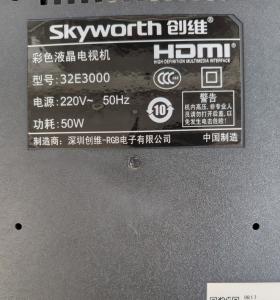 Skyworth 创维
彩色液晶电视机
HDMI
HIGH-DEFINITION MULTIMEDIA INTERFACE
型号:32E3000
电源:220V~ 50Hz
功耗:50W
10
警告
机内高压,非专业人
员请勿打开后盖,以
免发生电击危险!
制造商:深圳创维-RGB电子有限公司
中国制造